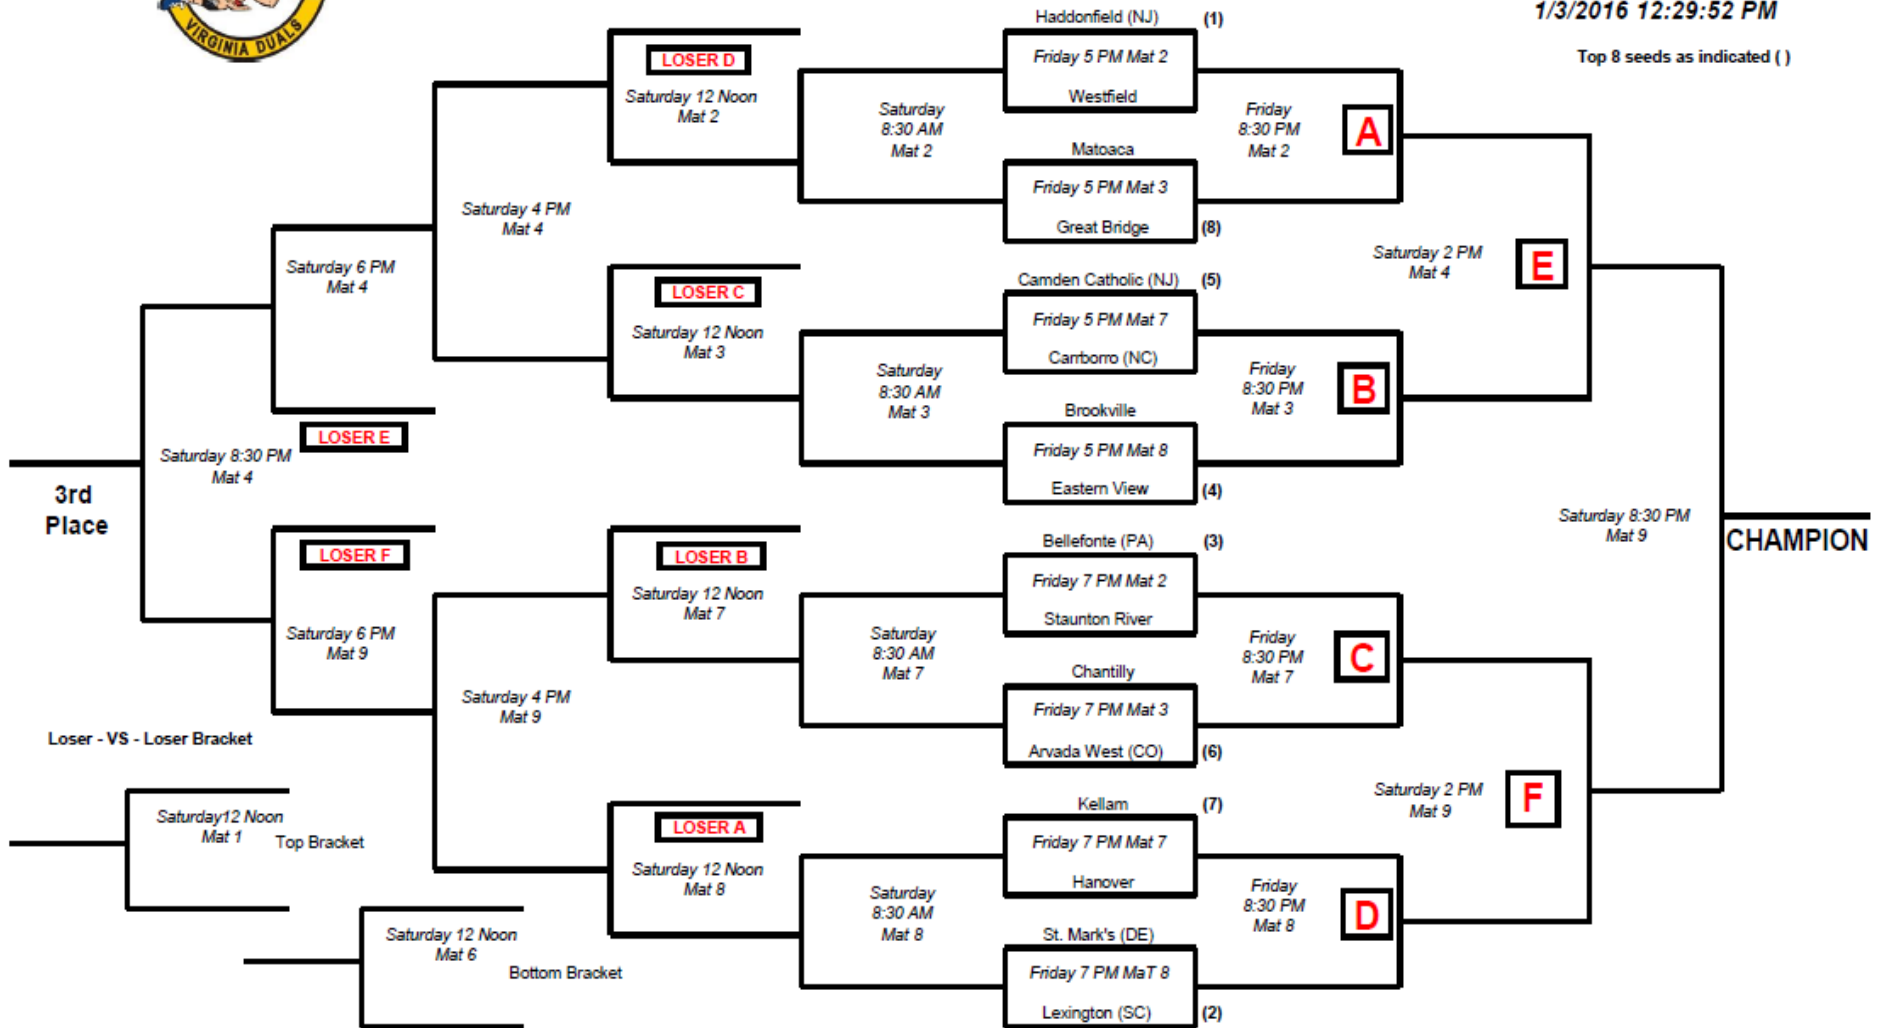 VIRGINIA DUALS
1/3/2016 12:29:52 PM
Top 8 seeds as indicated ( )
Haddonfield (NJ) (1)
Friday 5 PM Mat 2
Westfield
Matoaca
Friday 5 PM Mat 3
Great Bridge (8)
Camden Catholic (NJ) (5)
Friday 5 PM Mat 7
Carrborro (NC)
Brookville
Friday 5 PM Mat 8
Eastern View (4)
Bellefonte (PA) (3)
Friday 7 PM Mat 2
Staunton River
Chantilly
Friday 7 PM Mat 3
Arvada West (CO) (6)
Kellam (7)
Friday 7 PM Mat 7
Hanover
St. Mark's (DE)
Friday 7 PM MaT 8
Lexington (SC) (2)
Friday
8:30 PM
Mat 2
A
Friday
8:30 PM
Mat 3
B
Friday
8:30 PM
Mat 7
C
Friday
8:30 PM
Mat 8
D
Saturday 2 PM
Mat 4
E
Saturday 2 PM
Mat 9
F
Saturday 8:30 PM
Mat 9
CHAMPION
Saturday
8:30 AM
Mat 2
Saturday
8:30 AM
Mat 3
Saturday
8:30 AM
Mat 7
Saturday
8:30 AM
Mat 8
LOSER D
Saturday 12 Noon
Mat 2
LOSER C
Saturday 12 Noon
Mat 3
LOSER B
Saturday 12 Noon
Mat 7
LOSER A
Saturday 12 Noon
Mat 8
Saturday 4 PM
Mat 4
Saturday 4 PM
Mat 9
Saturday 6 PM
Mat 4
LOSER E
LOSER F
Saturday 6 PM
Mat 9
Saturday 8:30 PM
Mat 4
3rd
Place
Loser - VS - Loser Bracket
Saturday12 Noon
Mat 1
Top Bracket
Saturday 12 Noon
Mat 6
Bottom Bracket